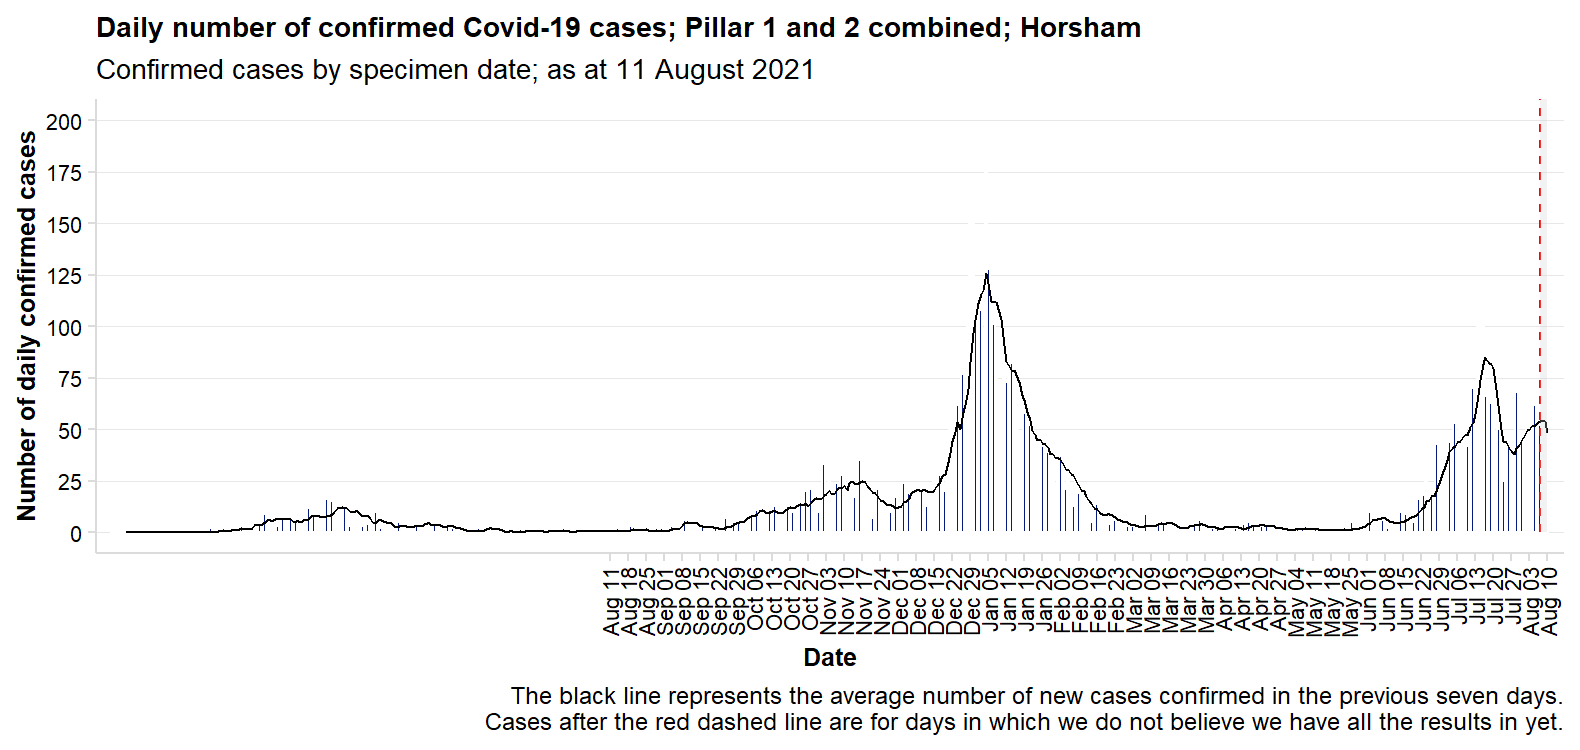 Daily number of confirmed Covid-19 cases; Pillar 1 and 2 combined; Horsham
Confirmed cases by specimen date; as at 11 August 2021
Number of daily confirmed cases
200
175
150
125
100
75
50
25
0
Aug 11
Aug 18
Aug 25
Sep 01
Sep 08
Sep 15
Sep 22
Sep 29
Oct 06
Oct 13
Oct 20
Oct 27
Nov 03
Nov 10
Nov 17
Nov 24
Dec 01
Dec 08
Dec 15
Dec 22
Dec 29
Jan 05
Jan 12
Jan 19
Jan 26
Feb 02
Feb 09
Feb 16
Feb 23
Mar 02
Mar 09
Mar 16
Mar 23
Mar 30
Apr 06
Apr 13
Apr 20
Apr 27
May 04
May 11
May 18
May 25
Jun 01
Jun 08
Jun 15
Jun 22
Jun 29
Jul 06
Jul 13
Jul 20
Jul 27
Aug 03
Aug 10
Date
The black line represents the average number of new cases confirmed in the previous seven days.
Cases after the red dashed line are for days in which we do not believe we have all the results in yet.